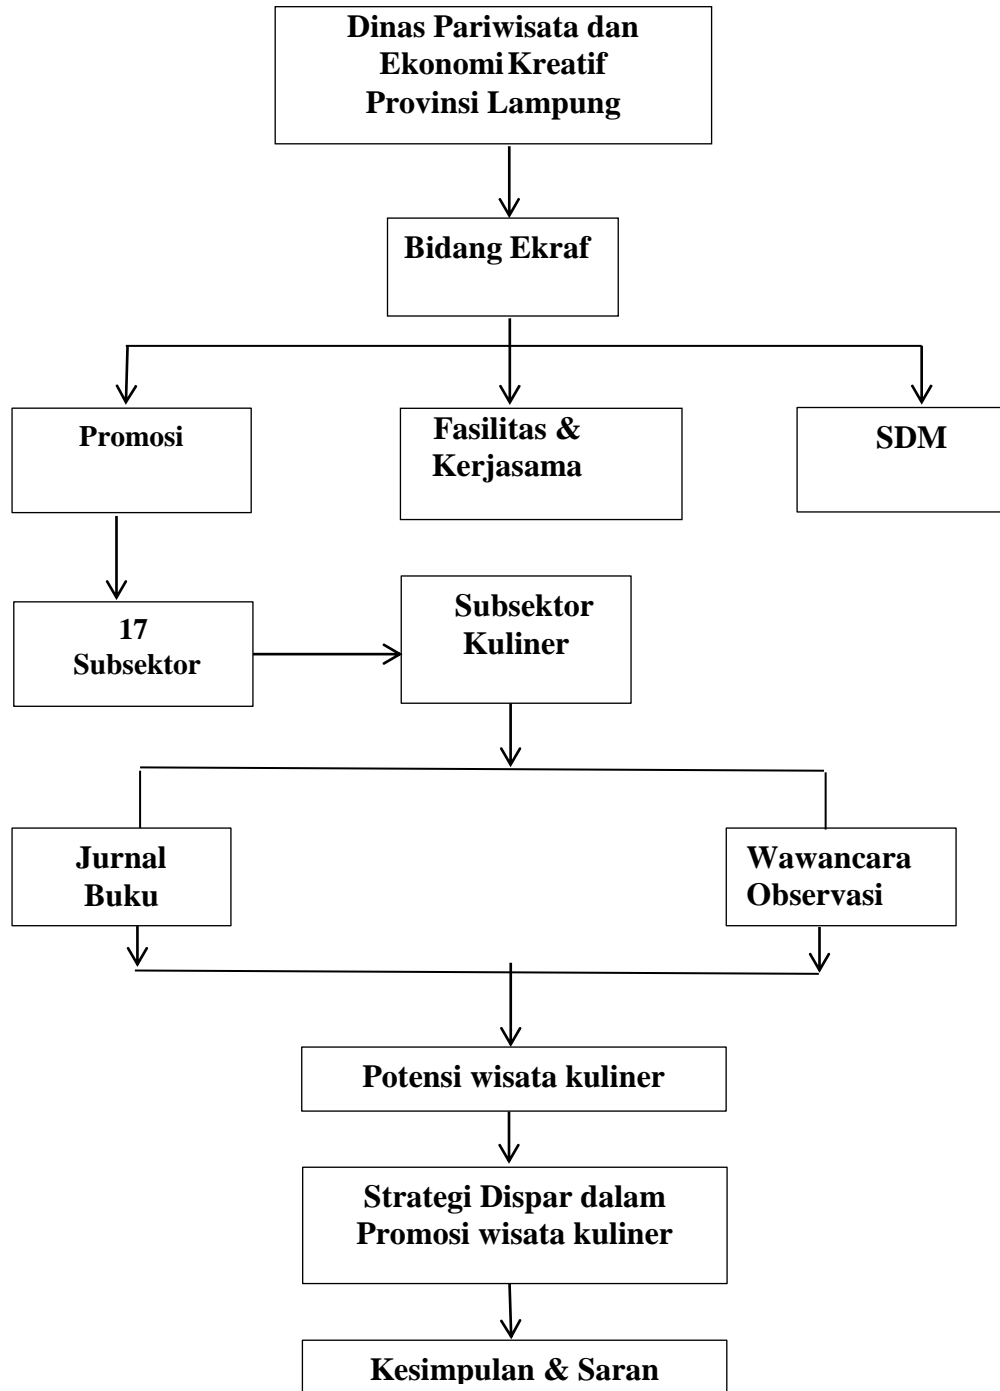 Dinas Pariwisata dan
Ekonomi Kreatif
Provinsi Lampung
Bidang Ekraf
Promosi
Fasilitas &
Kerjasama
SDM
17
Subsektor
Subsektor
Kuliner
Jurnal
Buku
Wawancara
Observasi
Potensi wisata kuliner
Strategi Dispar dalam
Promosi wisata kuliner
Kesimpulan & Saran